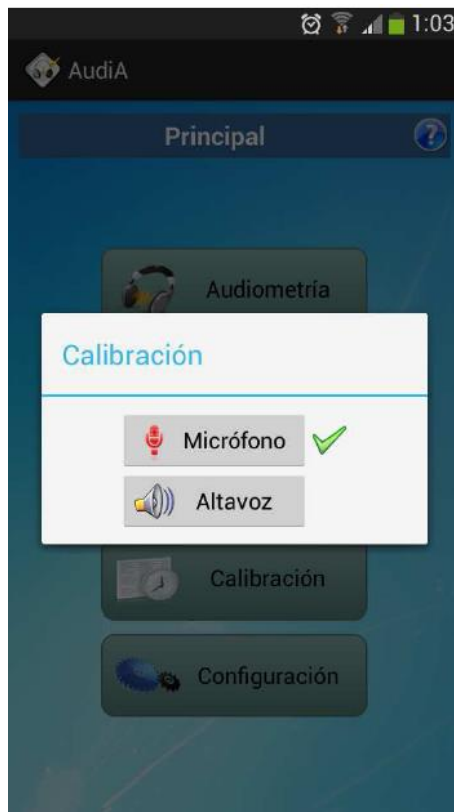 1:03
AudiA
Principal
Audiometría
Calibración
Micrófono
Altavoz
Calibración
Configuración